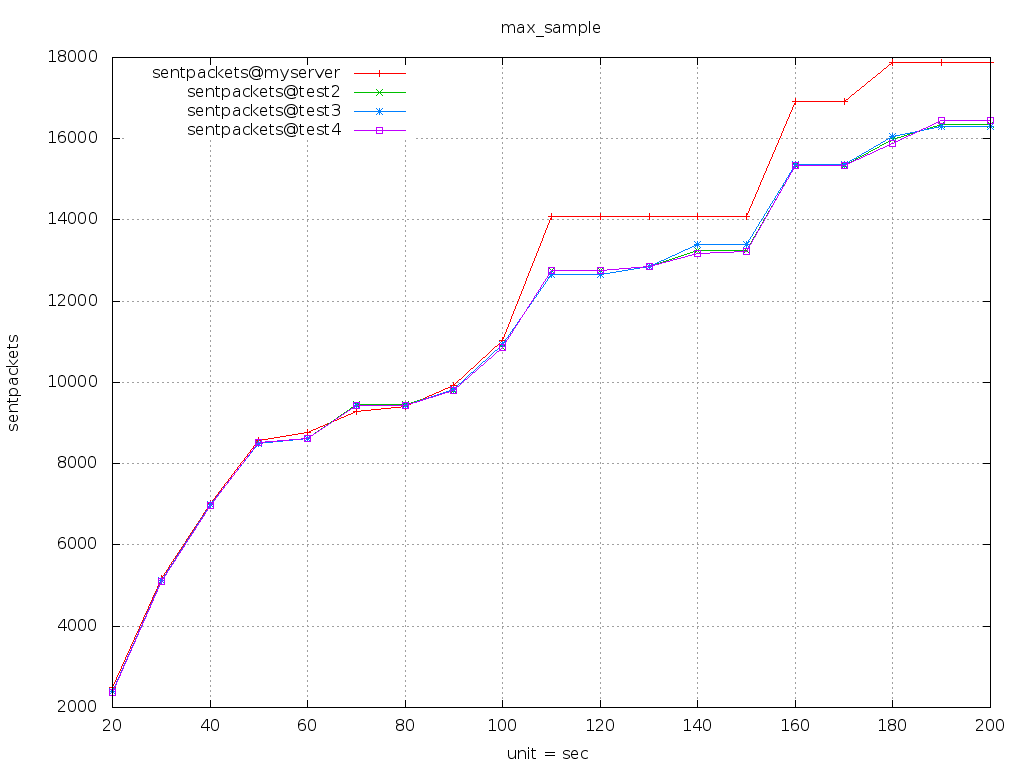 max_sample
18000
16000
14000
12000
10000
8000
6000
4000
2000
sentpackets
sentpackets@myserver
sentpackets@test2
sentpackets@test3
sentpackets@test4
20 40 60 80 100 120 140 160 180 200
unit = sec